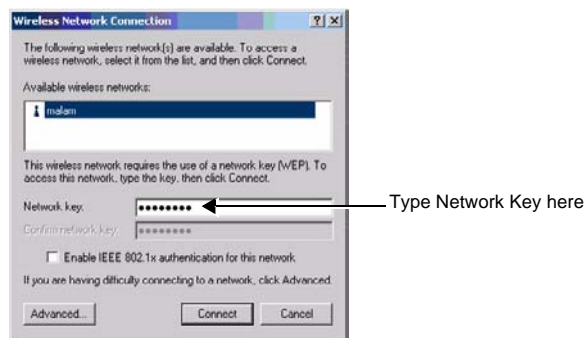 Wireless Network Connection
The following wireless network(s) are available. To access a
wireless network, select it from the list, and then click Connect.
Available wireless networks:
malam
This wireless network requires the use of a network key (WEP). To
access this network, type the key, then click Connect.
Network key:
Type Network Key here
Confirm network key:
Enable IEEE 802.1x authentication for this network
If you are having difficulty connecting to a network, click Advanced.
Advanced...
Connect
Cancel